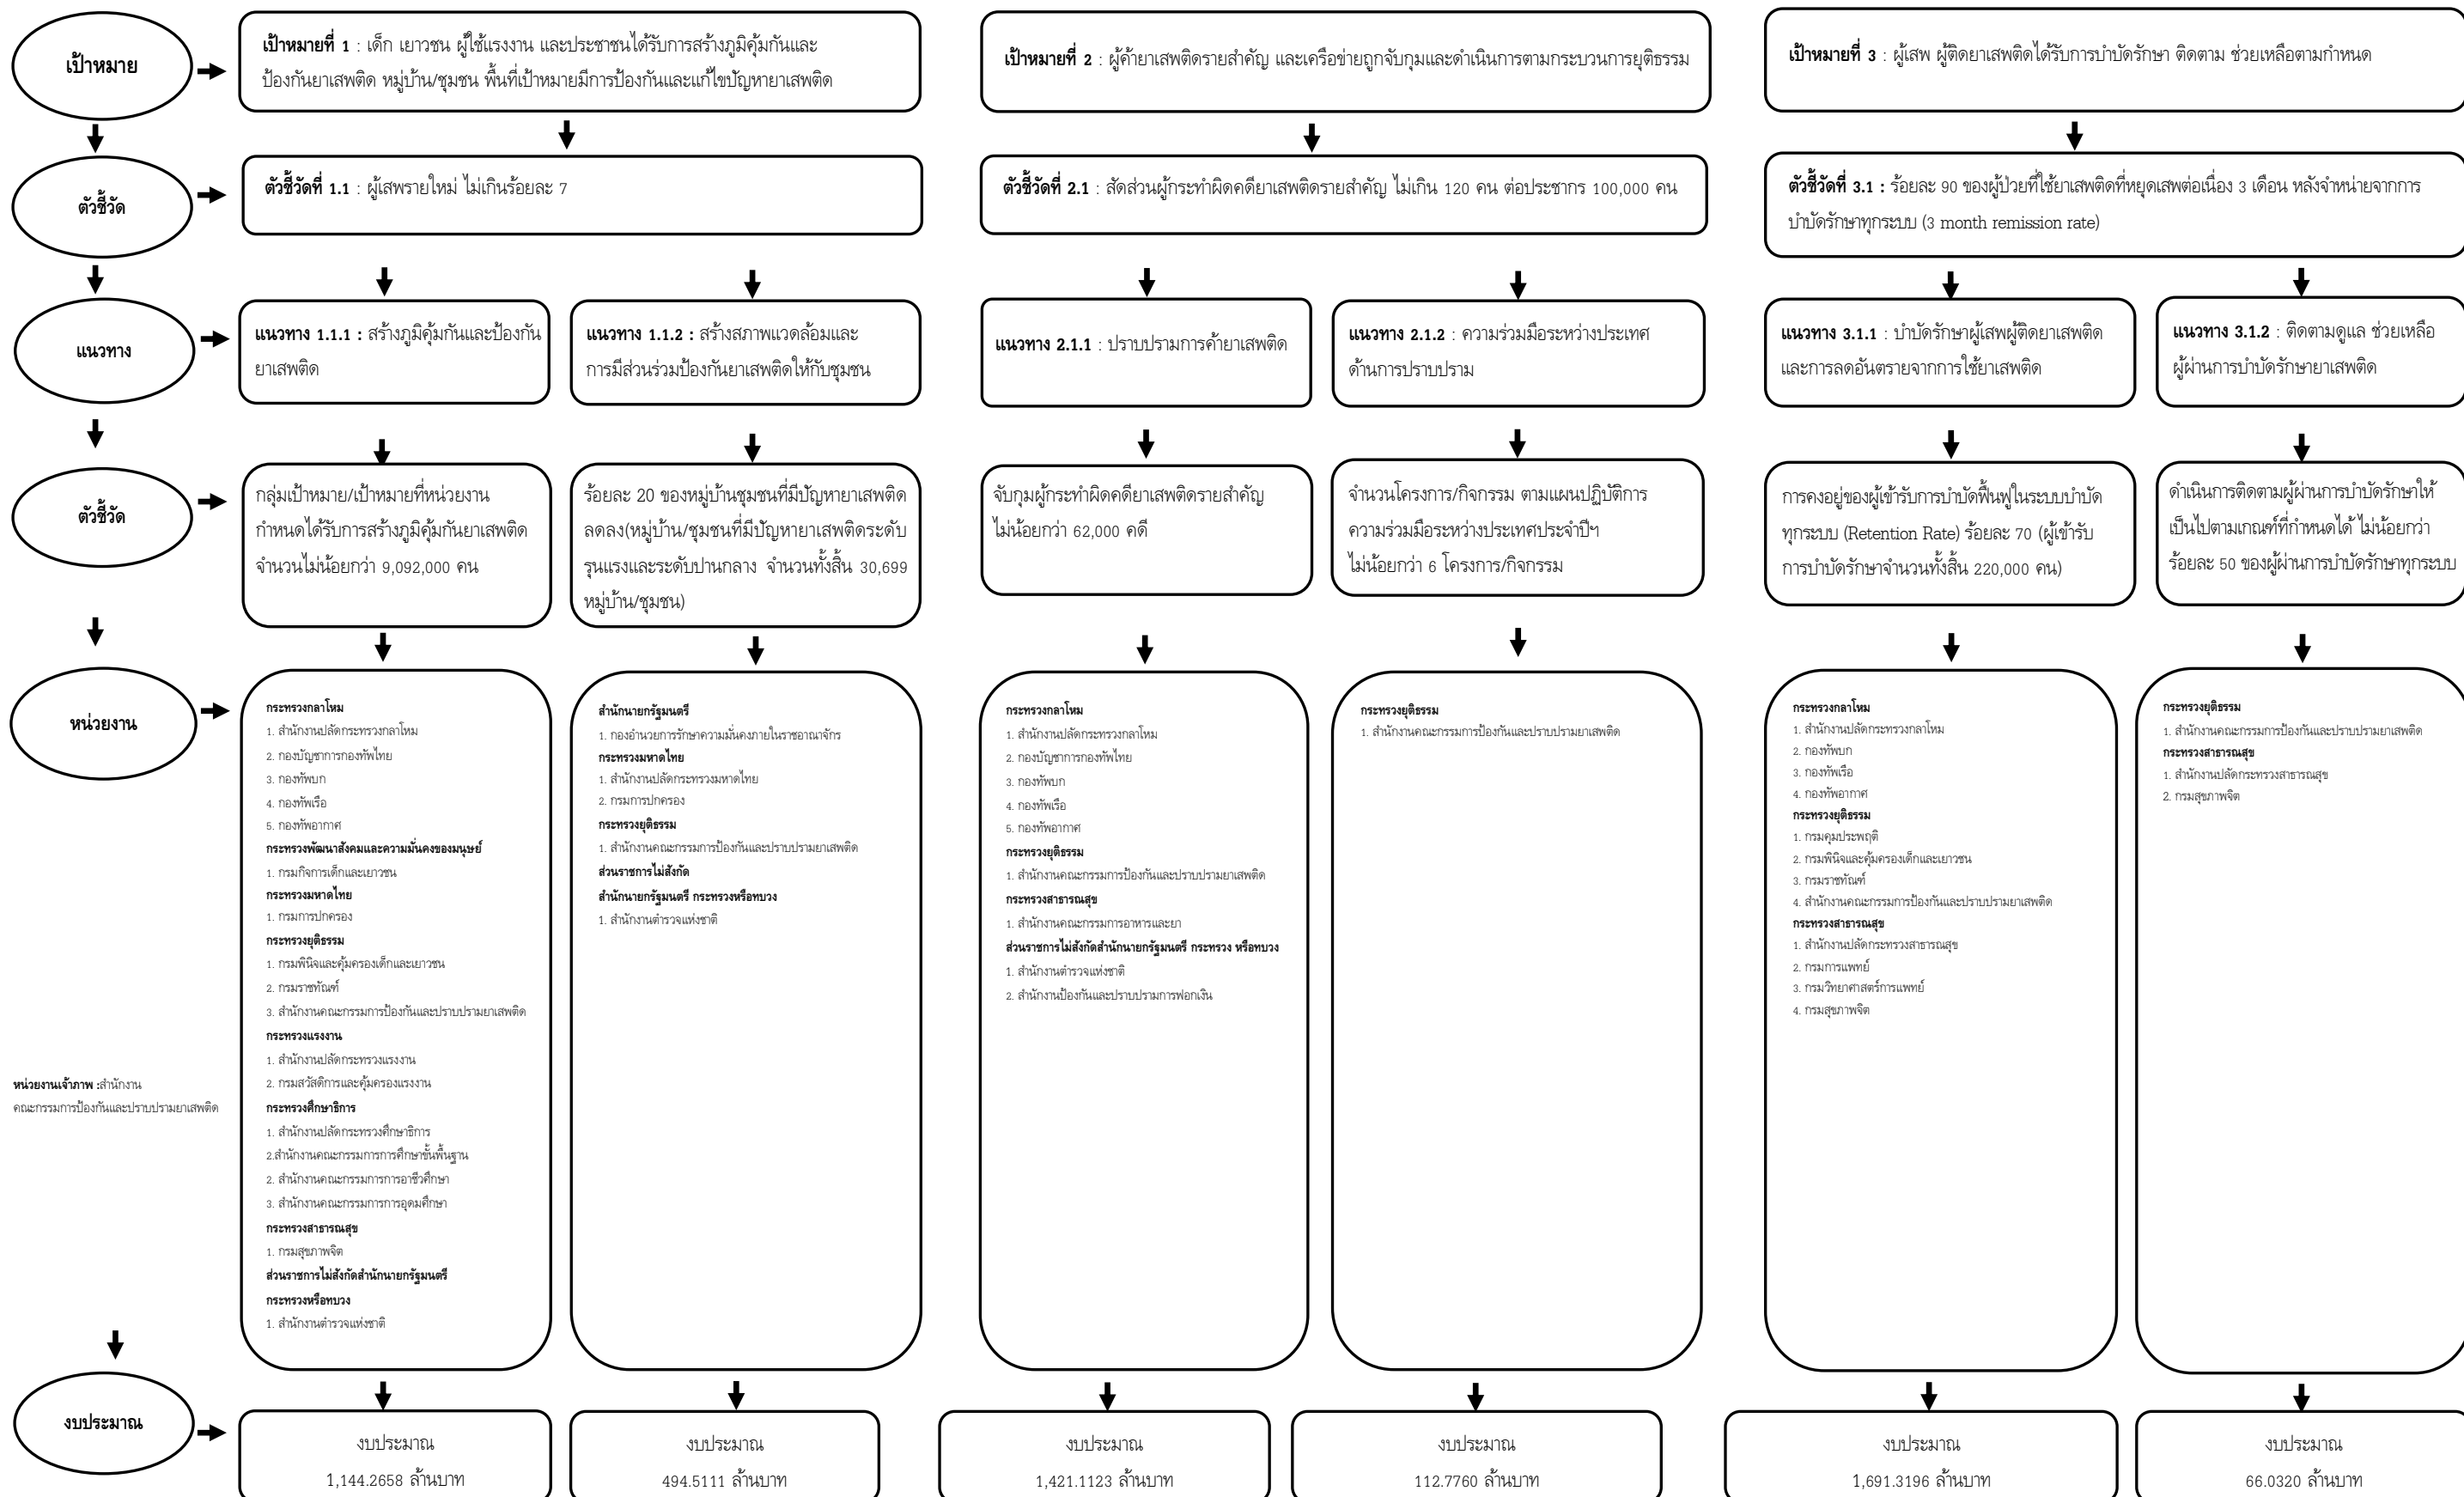 เป้าหมาย
เป้าหมายที่ 1 : เด็ก เยาวชน ผู้ใช้แรงงาน และประชาชนได้รับการสร้างภูมิคุ้มกันและ
ป้องกันยาเสพติด หมู่บ้าน/ชุมชน พื้นที่เป้าหมายมีการป้องกันและแก้ไขปัญหายาเสพติด
เป้าหมายที่ 2 : ผู้ค้ายาเสพติดรายสำคัญ และเครือข่ายถูกจับกุมและดำเนินการตามกระบวนการยุติธรรม
เป้าหมายที่ 3 : ผู้เสพ ผู้ติดยาเสพติดได้รับการบำบัดรักษา ติดตาม ช่วยเหลือตามกำหนด
ตัวชี้วัด
ตัวชี้วัดที่ 1.1 : ผู้เสพรายใหม่ ไม่เกินร้อยละ 7
ตัวชี้วัดที่ 2.1 : สัดส่วนผู้กระทำผิดคดียาเสพติดรายสำคัญ ไม่เกิน 120 คน ต่อประชากร 100,000 คน
ตัวชี้วัดที่ 3.1 : ร้อยละ 90 ของผู้ป่วยที่ใช้ยาเสพติดที่หยุดเสพต่อเนื่อง 3 เดือน หลังจำหน่ายจากการ
บำบัดรักษาทุกระบบ (3 month remission rate)
แนวทาง
แนวทาง 1.1.1 : สร้างภูมิคุ้มกันและป้องกัน
ยาเสพติด
แนวทาง 1.1.2 : สร้างสภาพแวดล้อมและ
การมีส่วนร่วมป้องกันยาเสพติดให้กับชุมชน
แนวทาง 2.1.1 : ปราบปรามการค้ายาเสพติด
แนวทาง 2.1.2 : ความร่วมมือระหว่างประเทศ
ด้านการปราบปราม
แนวทาง 3.1.1 : บำบัดรักษาผู้เสพผู้ติดยาเสพติด
และการลดอันตรายจากการใช้ยาเสพติด
แนวทาง 3.1.2 : ติดตามดูแล ช่วยเหลือ
ผู้ผ่านการบำบัดรักษายาเสพติด
ตัวชี้วัด
กลุ่มเป้าหมาย/เป้าหมายที่หน่วยงาน
กำหนดได้รับการสร้างภูมิคุ้มกันยาเสพติด
จำนวนไม่น้อยกว่า 9,092,000 คน
ร้อยละ 20 ของหมู่บ้านชุมชนที่มีปัญหายาเสพติด
ลดลง(หมู่บ้าน/ชุมชนที่มีปัญหายาเสพติดระดับ
รุนแรงและระดับปานกลาง จำนวนทั้งสิ้น 30,699
หมู่บ้าน/ชุมชน)
จับกุมผู้กระทำผิดคดียาเสพติดรายสำคัญ
ไม่น้อยกว่า 62,000 คดี
จำนวนโครงการ/กิจกรรม ตามแผนปฏิบัติการ
ความร่วมมือระหว่างประเทศประจำปีฯ
ไม่น้อยกว่า 6 โครงการ/กิจกรรม
การคงอยู่ของผู้เข้ารับการบำบัดฟื้นฟูในระบบบำบัด
ทุกระบบ (Retention Rate) ร้อยละ 70 (ผู้เข้ารับ
การบำบัดรักษาจำนวนทั้งสิ้น 220,000 คน)
ดำเนินการติดตามผู้ผ่านการบำบัดรักษาให้
เป็นไปตามเกณฑ์ที่กำหนดได้ ไม่น้อยกว่า
ร้อยละ 50 ของผู้ผ่านการบำบัดรักษาทุกระบบ
หน่วยงาน
หน่วยงานเจ้าภาพ :สำนักงาน
คณะกรรมการป้องกันและปราบปรามยาเสพติด
กระทรวงกลาโหม
1. สำนักงานปลัดกระทรวงกลาโหม
2. กองบัญชาการกองทัพไทย
3. กองทัพบก
4. กองทัพเรือ
5. กองทัพอากาศ
กระทรวงพัฒนาสังคมและความมั่นคงของมนุษย์
1. กรมกิจการเด็กและเยาวชน
กระทรวงมหาดไทย
1. กรมการปกครอง
กระทรวงยุติธรรม
1. กรมพินิจและคุ้มครองเด็กและเยาวชน
2. กรมราชทัณฑ์
3. สำนักงานคณะกรรมการป้องกันและปราบปรามยาเสพติด
กระทรวงแรงงาน
1. สำนักงานปลัดกระทรวงแรงงาน
2. กรมสวัสดิการและคุ้มครองแรงงาน
กระทรวงศึกษาธิการ
1. สำนักงานปลัดกระทรวงศึกษาธิการ
2.สำนักงานคณะกรรมการการศึกษาขั้นพื้นฐาน
2. สำนักงานคณะกรรมการการอาชีวศึกษา
3. สำนักงานคณะกรรมการการอุดมศึกษา
กระทรวงสาธารณสุข
1. กรมสุขภาพจิต
ส่วนราชการไม่สังกัดสำนักนายกรัฐมนตรี
กระทรวงหรือทบวง
1. สำนักงานตำรวจแห่งชาติ
สำนักนายกรัฐมนตรี
1. กองอำนวยการรักษาความมั่นคงภายในราชอาณาจักร
กระทรวงมหาดไทย
1. สำนักงานปลัดกระทรวงมหาดไทย
2. กรมการปกครอง
กระทรวงยุติธรรม
1. สำนักงานคณะกรรมการป้องกันและปราบปรามยาเสพติด
ส่วนราชการไม่สังกัด
สำนักนายกรัฐมนตรี กระทรวงหรือทบวง
1. สำนักงานตำรวจแห่งชาติ
กระทรวงกลาโหม
1. สำนักงานปลัดกระทรวงกลาโหม
2. กองบัญชาการกองทัพไทย
3. กองทัพบก
4. กองทัพเรือ
5. กองทัพอากาศ
กระทรวงยุติธรรม
1. สำนักงานคณะกรรมการป้องกันและปราบปรามยาเสพติด
กระทรวงสาธารณสุข
1. สำนักงานคณะกรรมการอาหารและยา
ส่วนราชการไม่สังกัดสำนักนายกรัฐมนตรี กระทรวง หรือทบวง
1. สำนักงานตำรวจแห่งชาติ
2. สำนักงานป้องกันและปราบปรามการฟอกเงิน
กระทรวงยุติธรรม
1. สำนักงานคณะกรรมการป้องกันและปราบปรามยาเสพติด
กระทรวงกลาโหม
1. สำนักงานปลัดกระทรวงกลาโหม
2. กองทัพบก
3. กองทัพเรือ
4. กองทัพอากาศ
กระทรวงยุติธรรม
1. กรมคุมประพฤติ
2. กรมพินิจและคุ้มครองเด็กและเยาวชน
3. กรมราชทัณฑ์
4. สำนักงานคณะกรรมการป้องกันและปราบปรามยาเสพติด
กระทรวงสาธารณสุข
1. สำนักงานปลัดกระทรวงสาธารณสุข
2. กรมการแพทย์
3. กรมวิทยาศาสตร์การแพทย์
4. กรมสุขภาพจิต
กระทรวงยุติธรรม
1. สำนักงานคณะกรรมการป้องกันและปราบปรามยาเสพติด
กระทรวงสาธารณสุข
1. สำนักงานปลัดกระทรวงสาธารณสุข
2. กรมสุขภาพจิต
งบประมาณ
งบประมาณ
1,144.2658 ล้านบาท
งบประมาณ
494.5111 ล้านบาท
งบประมาณ
1,421.1123 ล้านบาท
งบประมาณ
112.7760 ล้านบาท
งบประมาณ
1,691.3196 ล้านบาท
งบประมาณ
66.0320 ล้านบาท